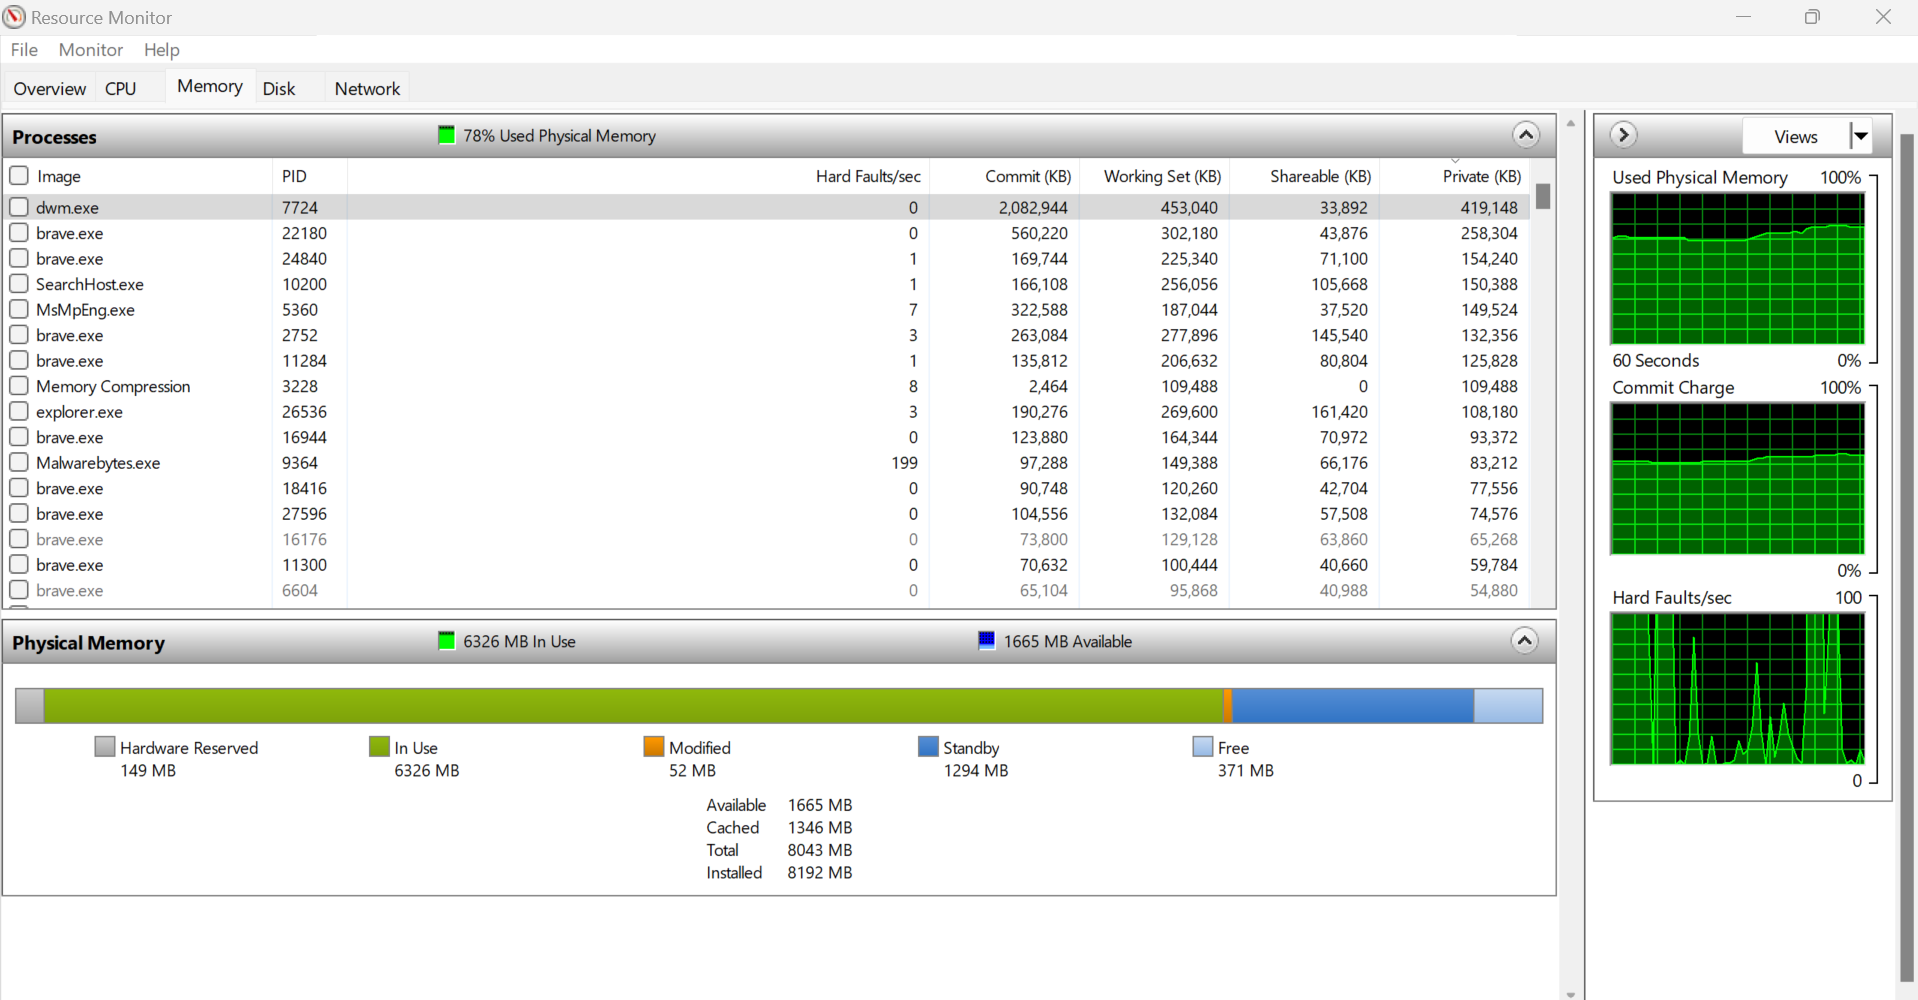 Resource Monitor
File Monitor Help
Overview CPU Memory Disk Network
Processes 78% Used Physical Memory
Image PID Hard Faults/sec Commit (KB) Working Set (KB) Shareable (KB) Private (KB)
dwm.exe 7724 0 2,082,944 453,040 33,892 419,148
brave.exe 22180 0 560,220 302,180 43,876 258,304
brave.exe 24840 1 169,744 225,340 71,100 154,240
SearchHost.exe 10200 1 166,108 256,056 105,668 150,388
MsMpEng.exe 5360 7 322,588 187,044 37,520 149,524
brave.exe 2752 3 263,084 277,896 145,540 132,356
brave.exe 11284 1 135,812 206,632 80,804 125,828
Memory Compression 3228 8 2,464 109,488 0 109,488
explorer.exe 26536 3 190,276 269,600 161,420 108,180
brave.exe 16944 0 123,880 164,344 70,972 93,372
Malwarebytes.exe 9364 199 97,288 149,388 66,176 83,212
brave.exe 18416 0 90,748 120,260 42,704 77,556
brave.exe 27596 0 104,556 132,084 57,508 74,576
brave.exe 16176 0 73,800 129,128 63,860 65,268
brave.exe 11300 0 70,632 100,444 40,660 59,784
brave.exe 6604 0 65,104 95,868 40,988 54,880
Physical Memory 6326 MB In Use 1665 MB Available
Hardware Reserved In Use Modified Standby Free
149 MB 6326 MB 52 MB 1294 MB 371 MB
Available 1665 MB
Cached 1346 MB
Total 8043 MB
Installed 8192 MB
Views
Used Physical Memory 100%
60 Seconds 0%
Commit Charge 100%
0%
Hard Faults/sec 100
0